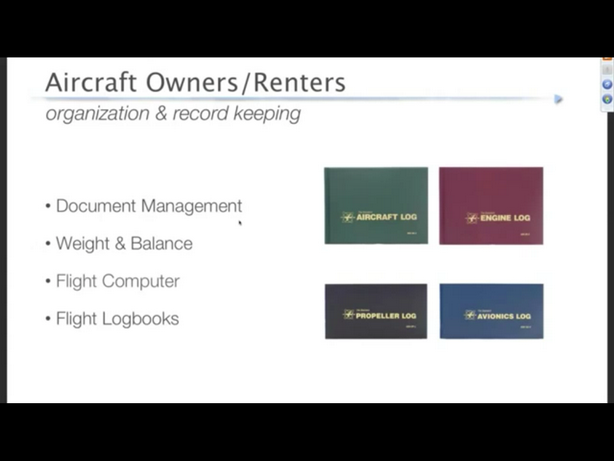 Aircraft Owners/Renters
organization & record keeping
• Document Management
• Weight & Balance
• Flight Computer
• Flight Logbooks
AIRCRAFT LOG
ENGINE LOG
PROPELLER LOG
AVIONICS LOG